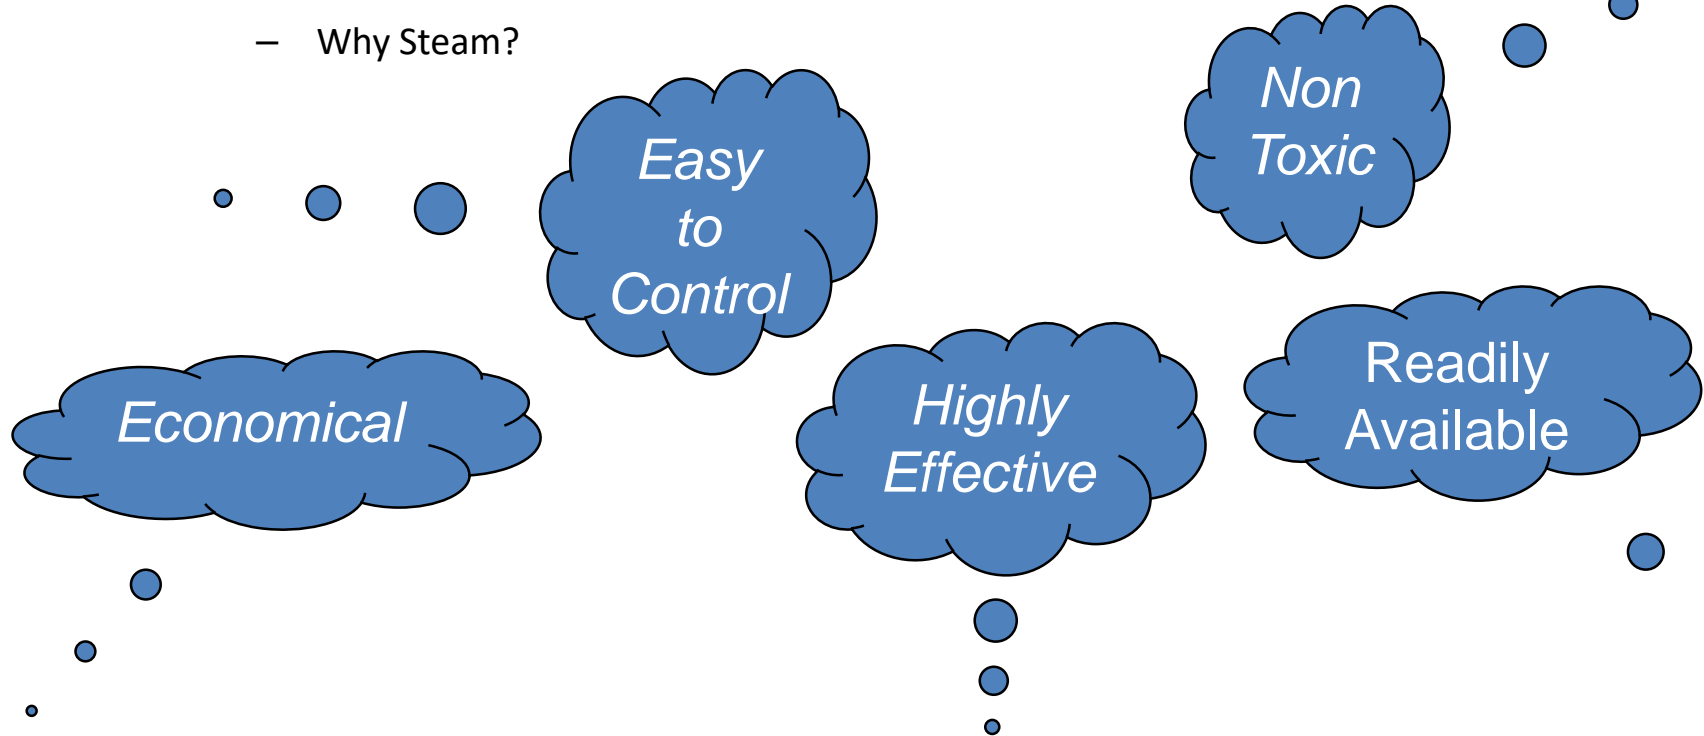 – Why Steam?
Easy
to
Control
Non
Toxic
Economical
Highly
Effective
Readily
Available